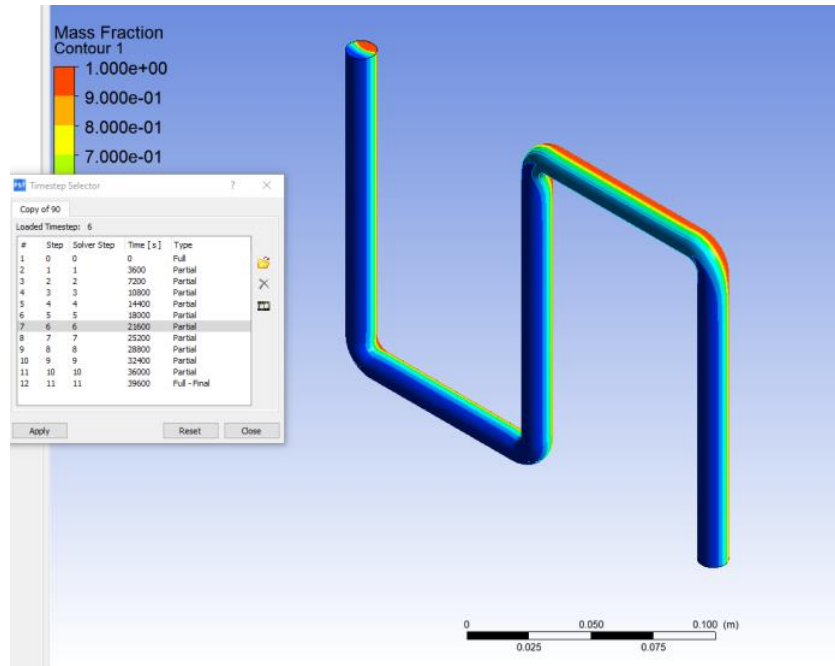 Mass Fraction
Contour 1
1.000e+00
9.000e-01
8.000e-01
7.000e-01
PST Timestep Selector ? ×
Copy of 90
Loaded Timestep: 6
# Step Solver Step Time [s] Type
1 0 0 0 Full
2 1 1 3600 Partial
3 2 2 7200 Partial
4 3 3 10800 Partial
5 4 4 14400 Partial
6 5 5 18000 Partial
7 6 6 21600 Partial
8 7 7 25200 Partial
9 8 8 28800 Partial
10 9 9 32400 Partial
11 10 10 36000 Partial
12 11 11 39600 Full - Final
Apply Reset Close
0 0.050 0.100 (m)
0.025 0.075